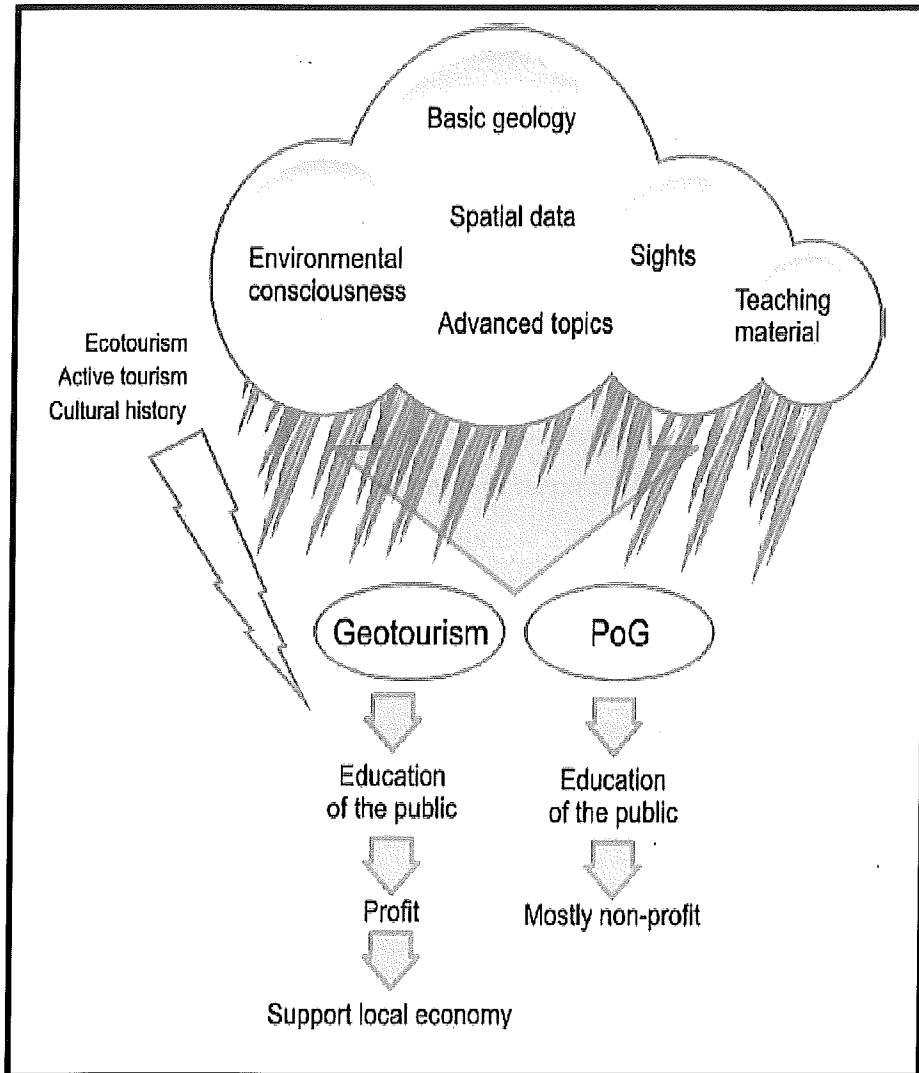 Basic geology
Spatial data
Environmental
consciousness
Sights
Advanced topics
Teaching
material
Ecotourism
Active tourism
Cultural history
Geotourism
PoG
Education
of the public
Education
of the public
Profit
Mostly non-profit
Support local economy